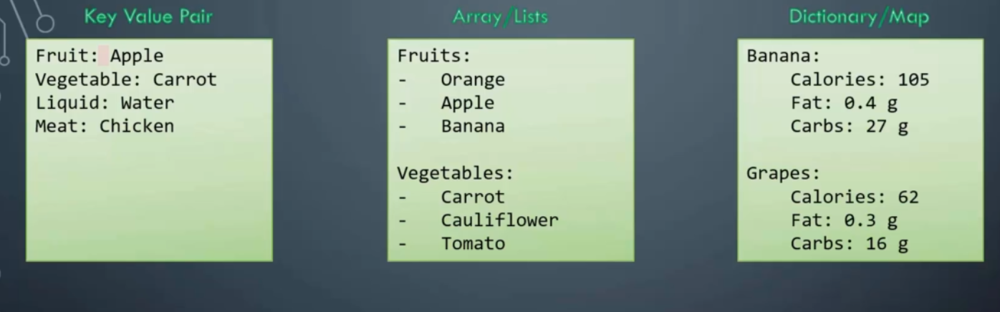 Key Value Pair
Fruit: Apple
Vegetable: Carrot
Liquid: Water
Meat: Chicken
Array/Lists
Fruits:
- Orange
- Apple
- Banana
Vegetables:
- Carrot
- Cauliflower
- Tomato
Dictionary/Map
Banana:
Calories: 105
Fat: 0.4 g
Carbs: 27 g
Grapes:
Calories: 62
Fat: 0.3 g
Carbs: 16 g